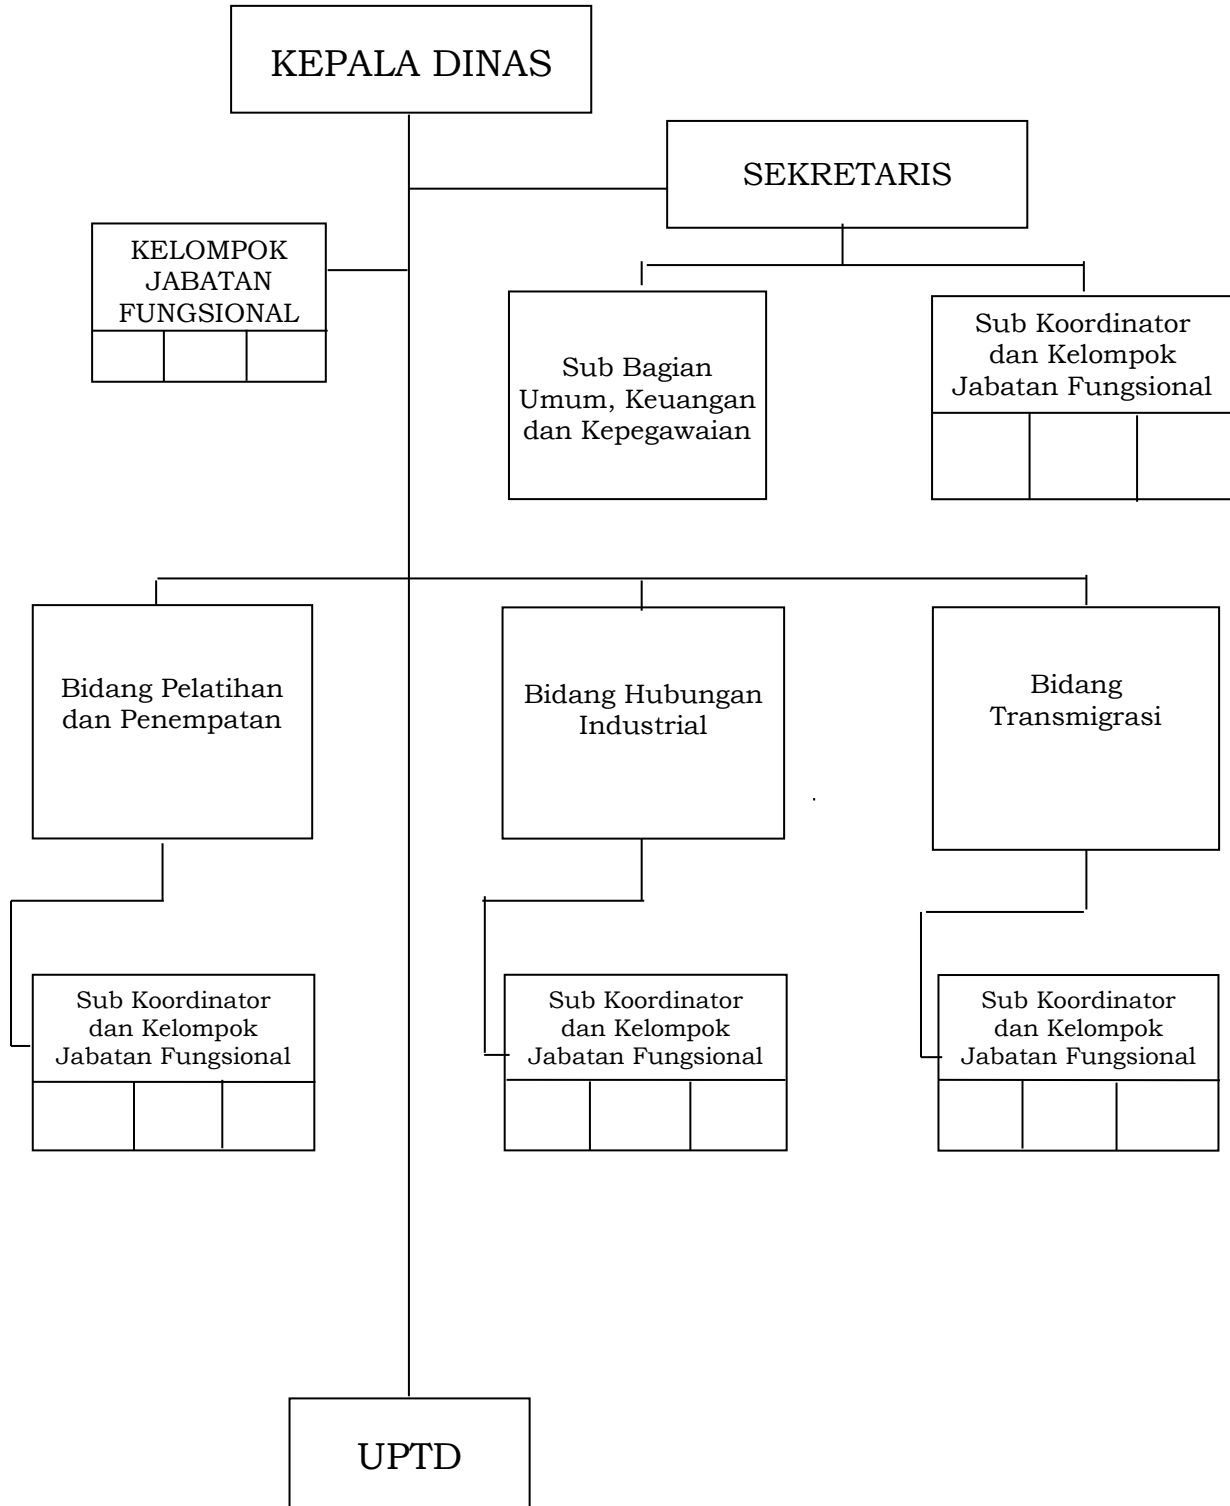 KEPALA DINAS
SEKRETARIS
KELOMPOK
JABATAN
FUNGSIONAL
Sub Bagian
Umum, Keuangan
dan Kepegawaian
Sub Koordinator
dan Kelompok
Jabatan Fungsional
Bidang Pelatihan
dan Penempatan
Bidang Hubungan
Industrial
Bidang
Transmigrasi
Sub Koordinator
dan Kelompok
Jabatan Fungsional
Sub Koordinator
dan Kelompok
Jabatan Fungsional
Sub Koordinator
dan Kelompok
Jabatan Fungsional
UPTD